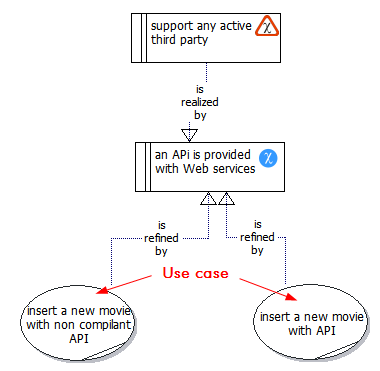 support any active
third party
χ
is
realized
by
an APi is provided
with Web services
χ
is
refined
by
is
refined
by
Use case
insert a new movie
with non compilant
API
insert a new movie
with API